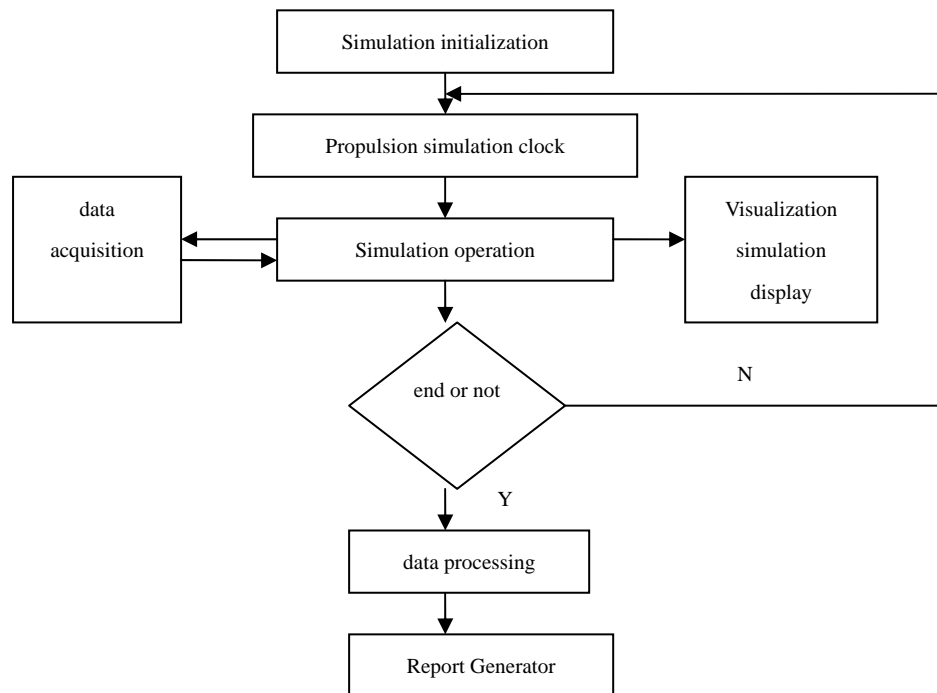 Simulation initialization
Propulsion simulation clock
data
acquisition
Simulation operation
Visualization
simulation
display
end or not
N
Y
data processing
Report Generator